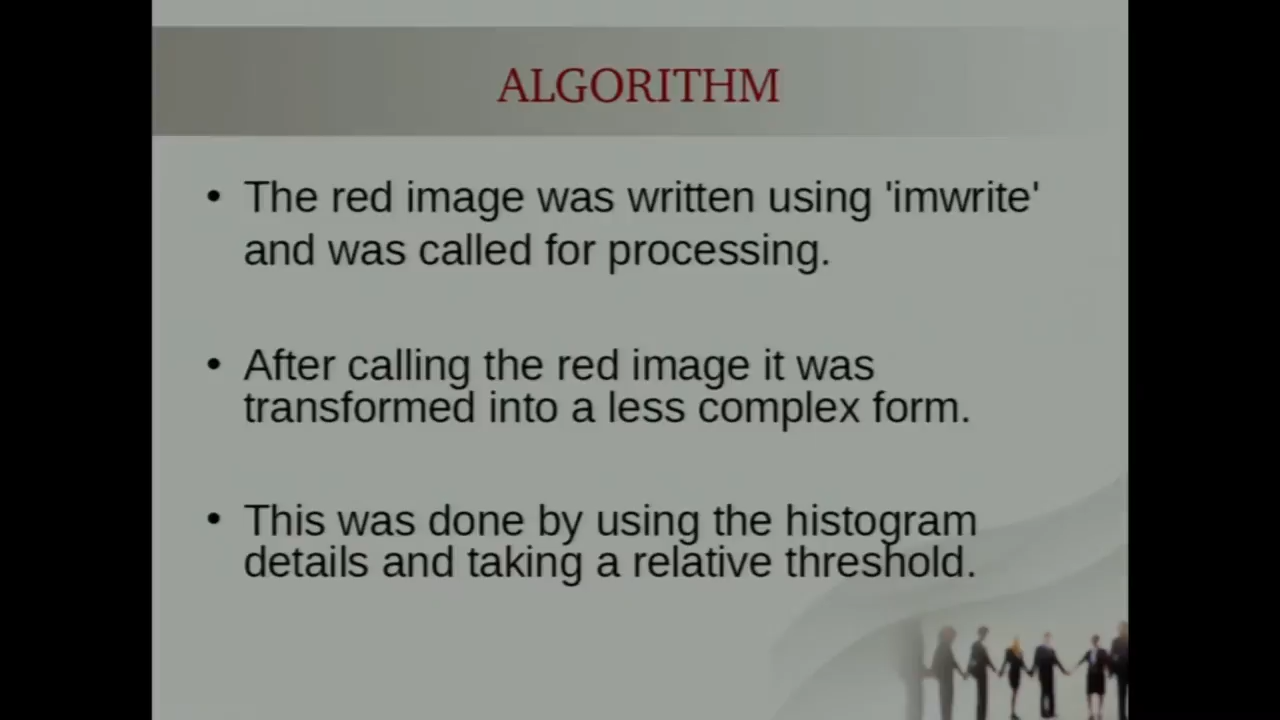 ALGORITHM
• The red image was written using 'imwrite'
and was called for processing.
• After calling the red image it was
transformed into a less complex form.
• This was done by using the histogram
details and taking a relative threshold.